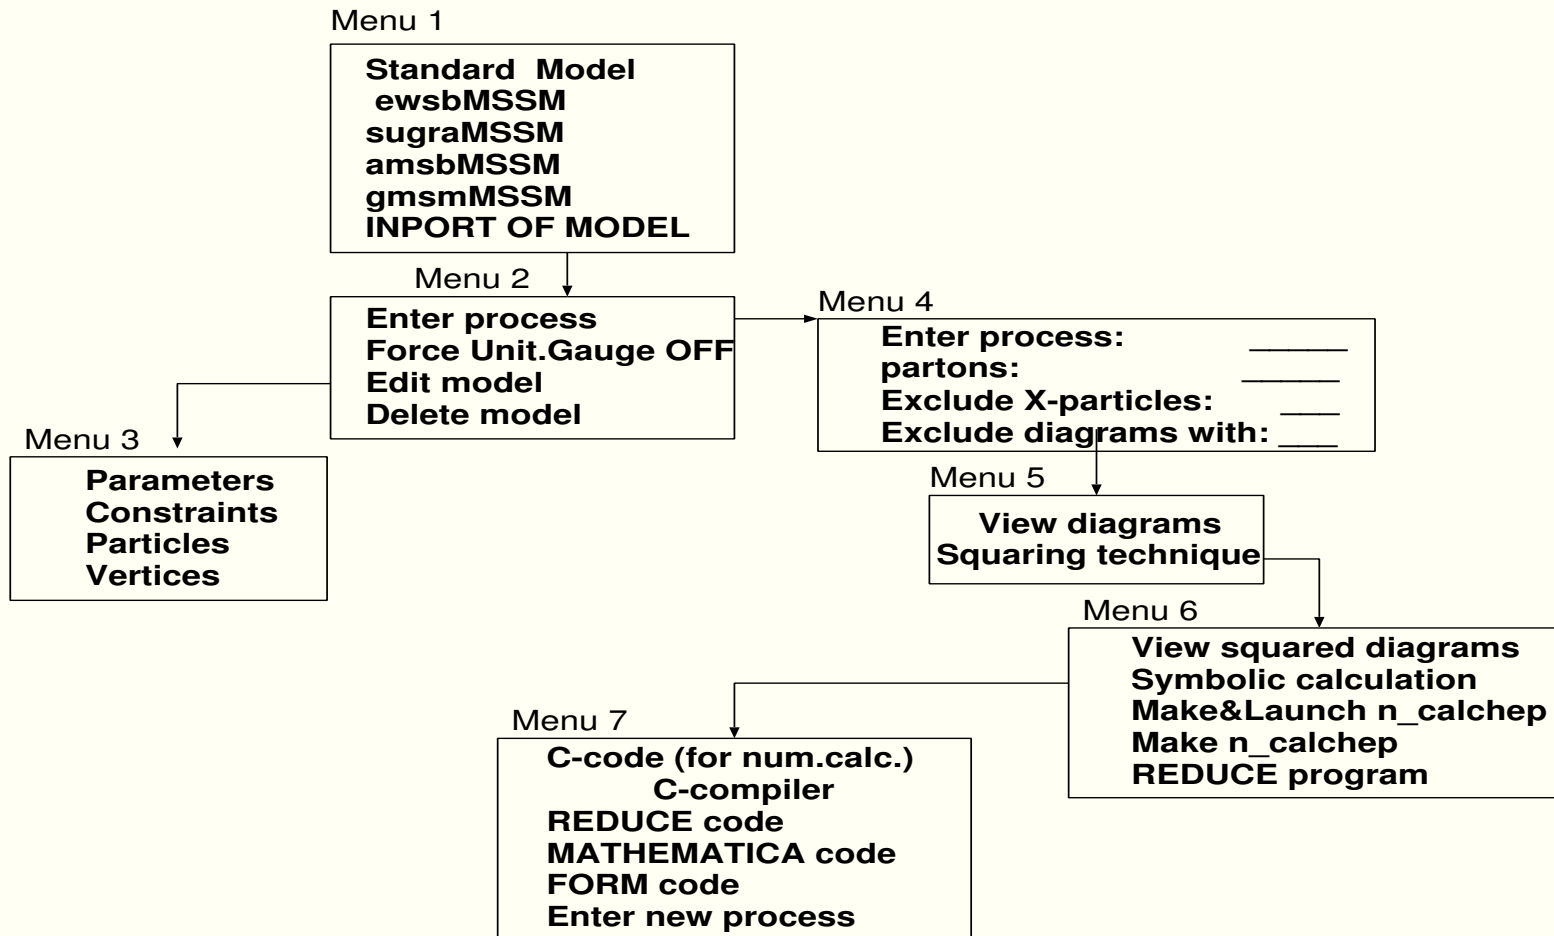 Menu 1
Standard Model
ewsbMSSM
sugraMSSM
amsbMSSM
gmsmMSSM
INPORT OF MODEL
Menu 2
Enter process
Force Unit.Gauge OFF
Edit model
Delete model
Menu 3
Parameters
Constraints
Particles
Vertices
Menu 4
Enter process: ______
partons: ______
Exclude X-particles: ___
Exclude diagrams with: ___
Menu 5
View diagrams
Squaring technique
Menu 6
View squared diagrams
Symbolic calculation
Make&Launch n_calchep
Make n_calchep
REDUCE program
Menu 7
C-code (for num.calc.)
C-compiler
REDUCE code
MATHEMATICA code
FORM code
Enter new process